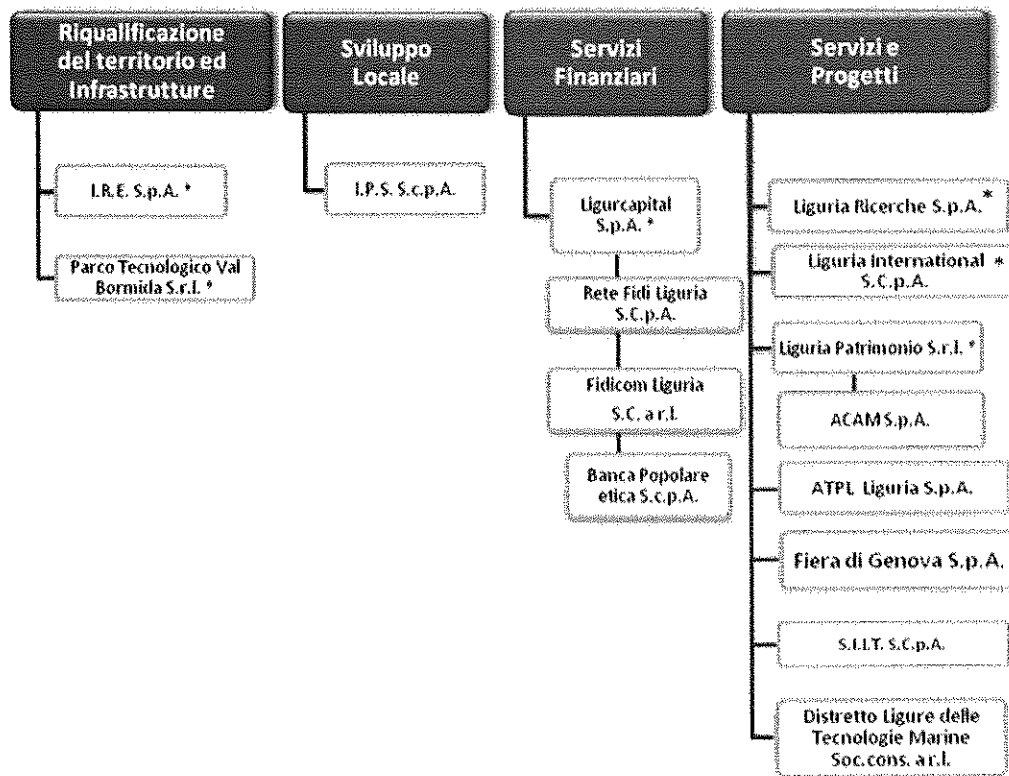 Riqualificazione
del territorio ed
Infrastrutture
Sviluppo
Locale
Servizi
Finanziari
Servizi e
Progetti
I.R.E. S.p.A. *
Parco Tecnologico Val
Bormida S.r.l. *
I.P.S. S.c.p.A.
Ligurcapital
S.p.A. *
Rete Fidi Liguria
S.C.p.A.
Fidicom Liguria
S.C. a r.l.
Banca Popolare
etica S.c.p.A.
Liguria Ricerche S.p.A. *
Liguria International *
S.C.p.A.
Liguria Patrimonio S.r.l. *
ACAM S.p.A.
ATPL Liguria S.p.A.
Fiera di Genova S.p.A.
S.I.I.T. S.C.p.A.
Distretto Ligure delle
Tecnologie Marine
Soc.cons. a r.l.